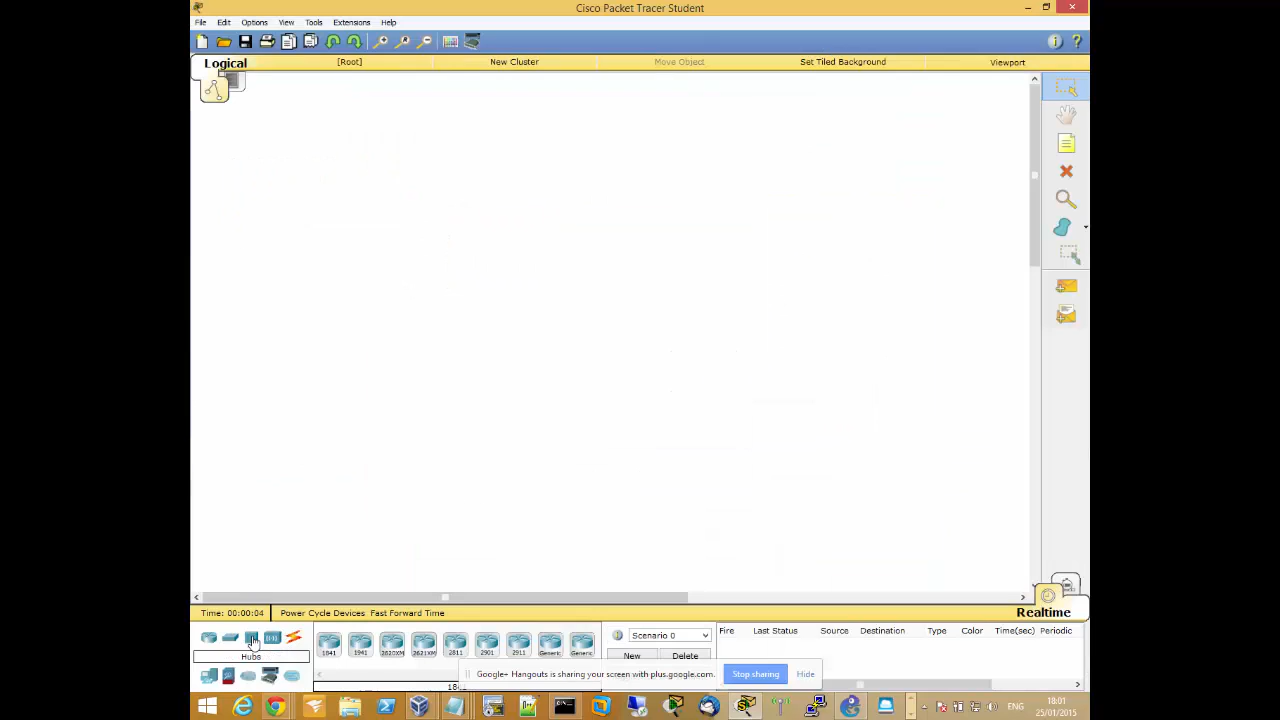 Cisco Packet Tracer Student
File Edit Options View Tools Extensions Help
Logical [Root] New Cluster Move Object Set Tiled Background Viewport
Time: 00:00:04 Power Cycle Devices Fast Forward Time Realtime
Scenario 0 Fire Last Status Source Destination Type Color Time(sec) Periodic
1841 1941 2620XM 2621XM 2811 2901 2911 Generic Generic
New Delete
Hubs
Google+ Hangouts is sharing your screen with plus.google.com. Stop sharing Hide
ENG 18:01
25/01/2015